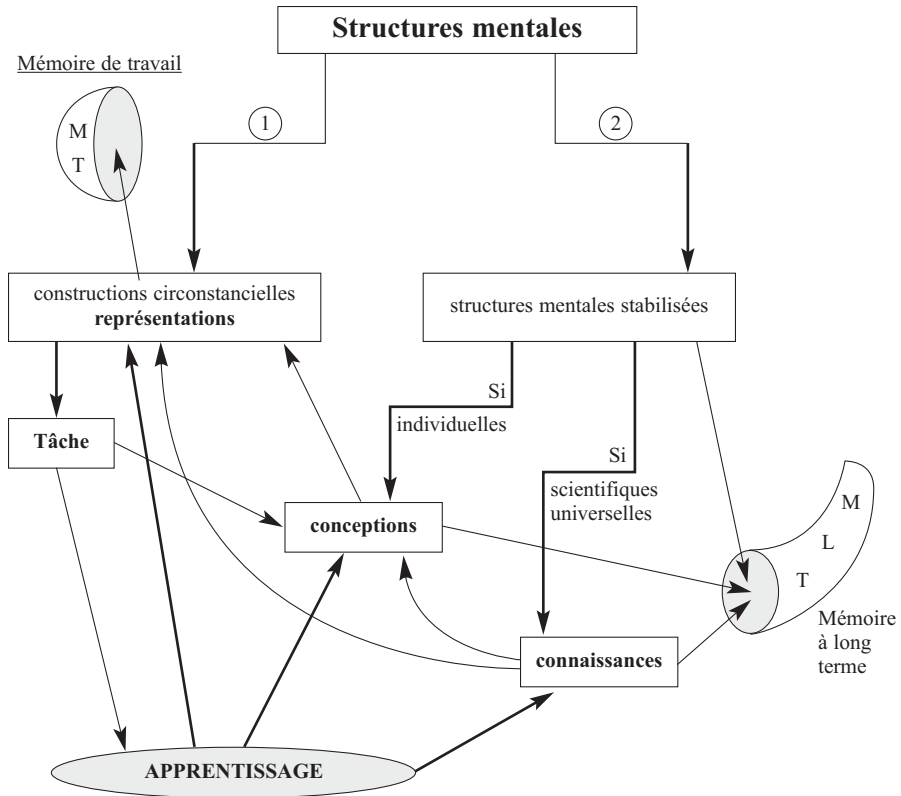 Structures mentales
Mémoire de travail
M
T
1
2
constructions circonstancielles
représentations
structures mentales stabilisées
Si
individuelles
Tâche
Si
scientifiques
universelles
conceptions
M
L
T
Mémoire
à long
terme
connaissances
APPRENTISSAGE